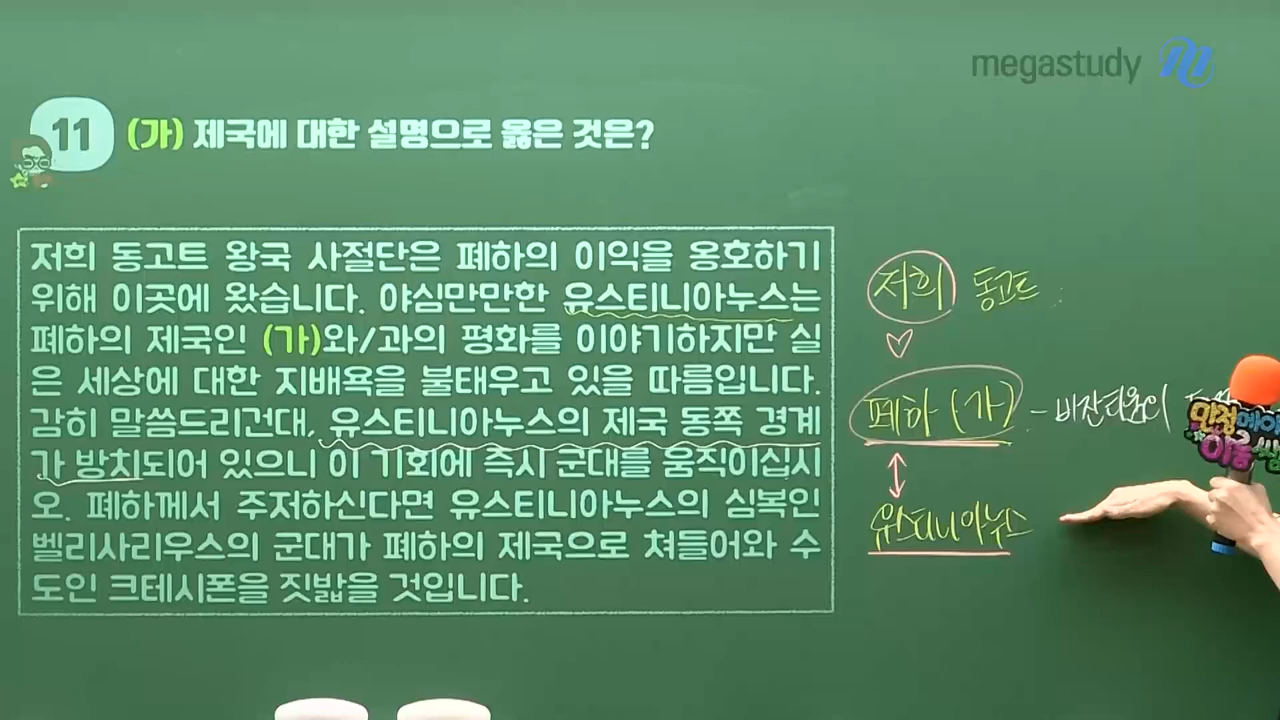 megastudy
11 (가) 제국에 대한 설명으로 옳은 것은?
저희 동고트 왕국 사절단은 폐하의 이익을 옹호하기
위해 이곳에 왔습니다. 야심만만한 유스티니아누스는
폐하의 제국인 (가)와/과의 평화를 이야기하지만 실
은 세상에 대한 지배욕을 불태우고 있을 따름입니다.
감히 말씀드리건대, 유스티니아누스의 제국 동쪽 경계
가 방치되어 있으니 이 기회에 즉시 군대를 움직이십시
오. 폐하께서 주저하신다면 유스티니아누스의 심복인
벨리사리우스의 군대가 폐하의 제국으로 쳐들어와 수
도인 크테시폰을 짓밟을 것입니다.
저희 동고트
폐하 (가) - 비잔티움의
유스티니아누스